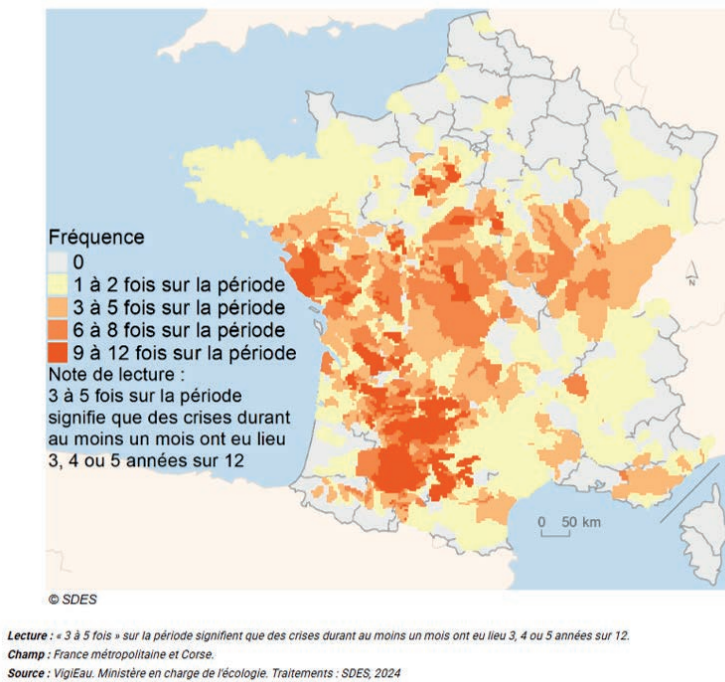 Fréquence
0
1 à 2 fois sur la période
3 à 5 fois sur la période
6 à 8 fois sur la période
9 à 12 fois sur la période
Note de lecture :
3 à 5 fois sur la période
signifie que des crises durant
au moins un mois ont eu lieu
3, 4 ou 5 années sur 12
N
0 50 km
© SDES
Lecture : « 3 à 5 fois » sur la période signifient que des crises durant au moins un mois ont eu lieu 3, 4 ou 5 années sur 12.
Champ : France métropolitaine et Corse.
Source : VigiEau. Ministère en charge de l'écologie. Traitements : SDES, 2024